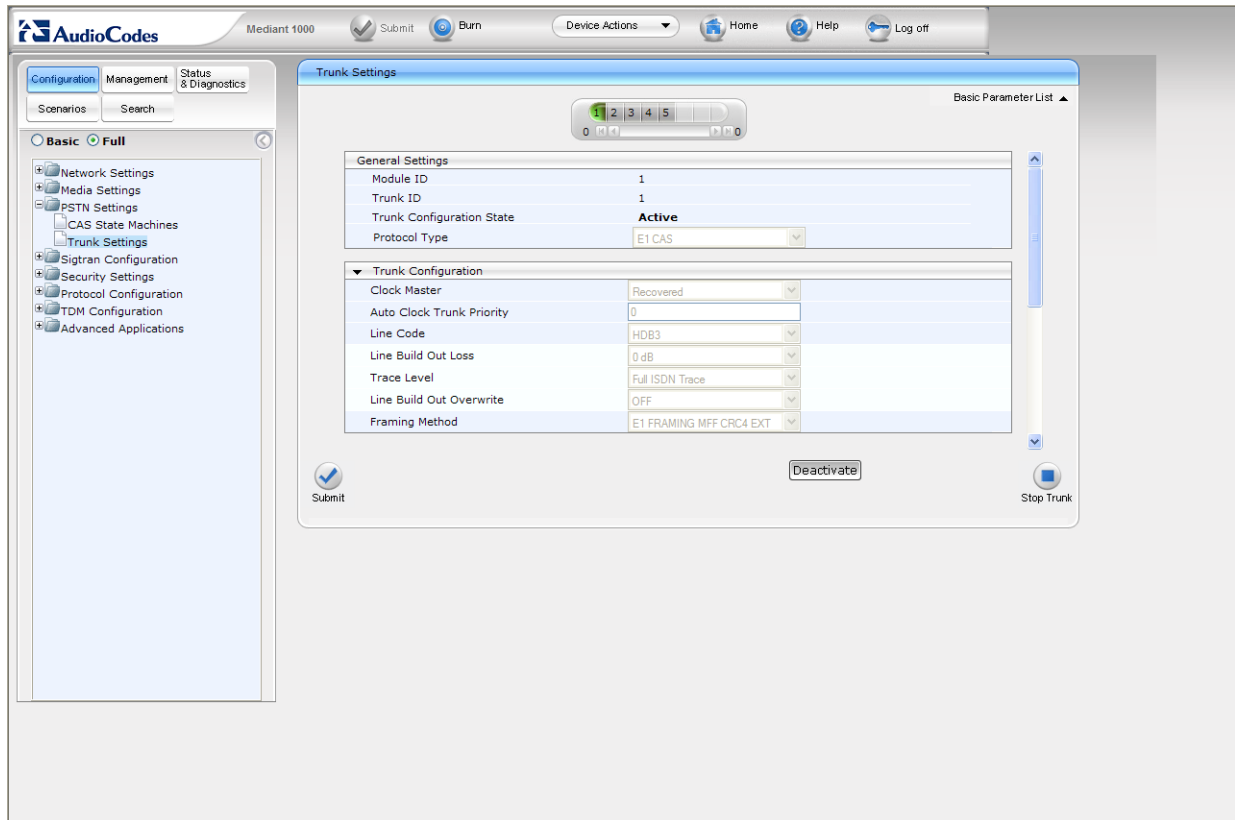 AudioCodes
Mediant 1000
Submit
Burn
Device Actions
Home
Help
Log off
Configuration
Management
Status
& Diagnostics
Scenarios
Search
Basic
Full
Network Settings
Media Settings
PSTN Settings
CAS State Machines
Trunk Settings
Sigtran Configuration
Security Settings
Protocol Configuration
TDM Configuration
Advanced Applications
Trunk Settings
Basic Parameter List
1 2 3 4 5
0 0
General Settings
Module ID 1
Trunk ID 1
Trunk Configuration State Active
Protocol Type E1 CAS
Trunk Configuration
Clock Master Recovered
Auto Clock Trunk Priority 0
Line Code HDB3
Line Build Out Loss 0 dB
Trace Level Full ISDN Trace
Line Build Out Overwrite OFF
Framing Method E1 FRAMING MFF CRC4 EXT
Deactivate
Submit
Stop Trunk